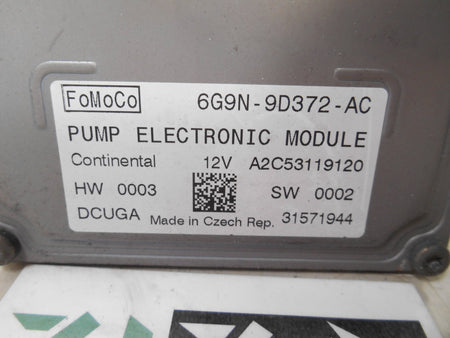 FoMoCo 6G9N-9D372-AC
PUMP ELECTRONIC MODULE
Continental 12V A2C53119120
HW 0003 SW 0002
DCUGA Made in Czech Rep. 31571944